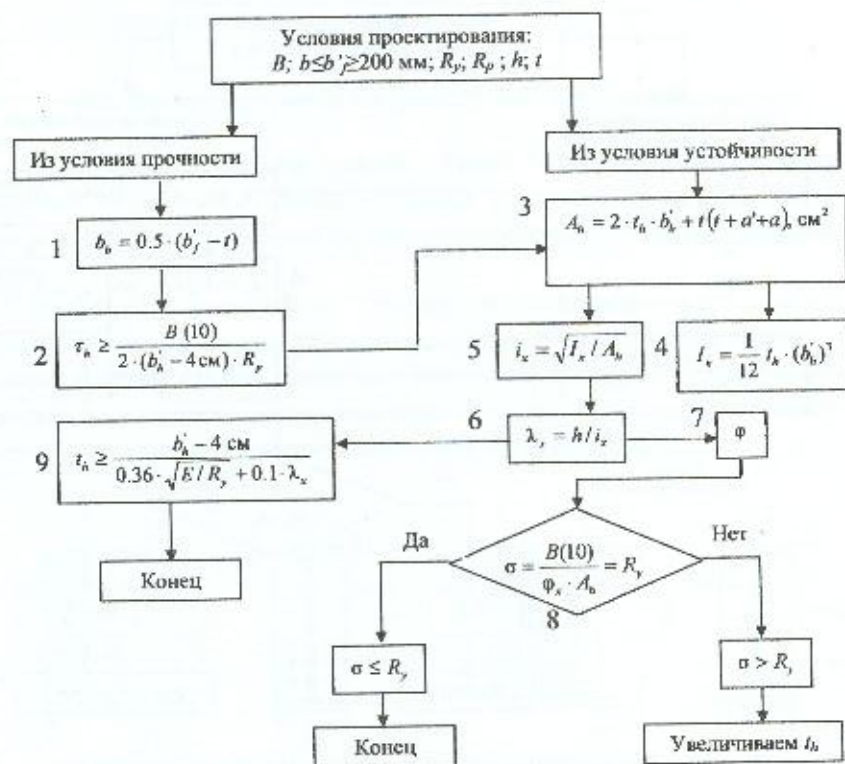 Условия проектирования:
B; b≤b'_f≥200 мм; R_y; R_p ; h; t
Из условия прочности
Из условия устойчивости
1
b_h = 0.5 · (b'_f − t)
3
A_h = 2 · t_h · b'_h + t(t + a' + a), см²
2
τ_h ≥ B (10) / 2 · (b'_h − 4 см) · R_p
5
i_x = √I_x / A_h
4
I_x = 1/12 t_h · (b'_h)³
6
λ_x = h / i_x
7
φ
9
t_h ≥ b'_h − 4 см / 0.36 · √E / R_y + 0.1 · λ_x
Да
Нет
σ = B(10) / φ_x · A_h = R_y
8
Конец
σ ≤ R_y
σ > R_y
Конец
Увеличиваем t_h